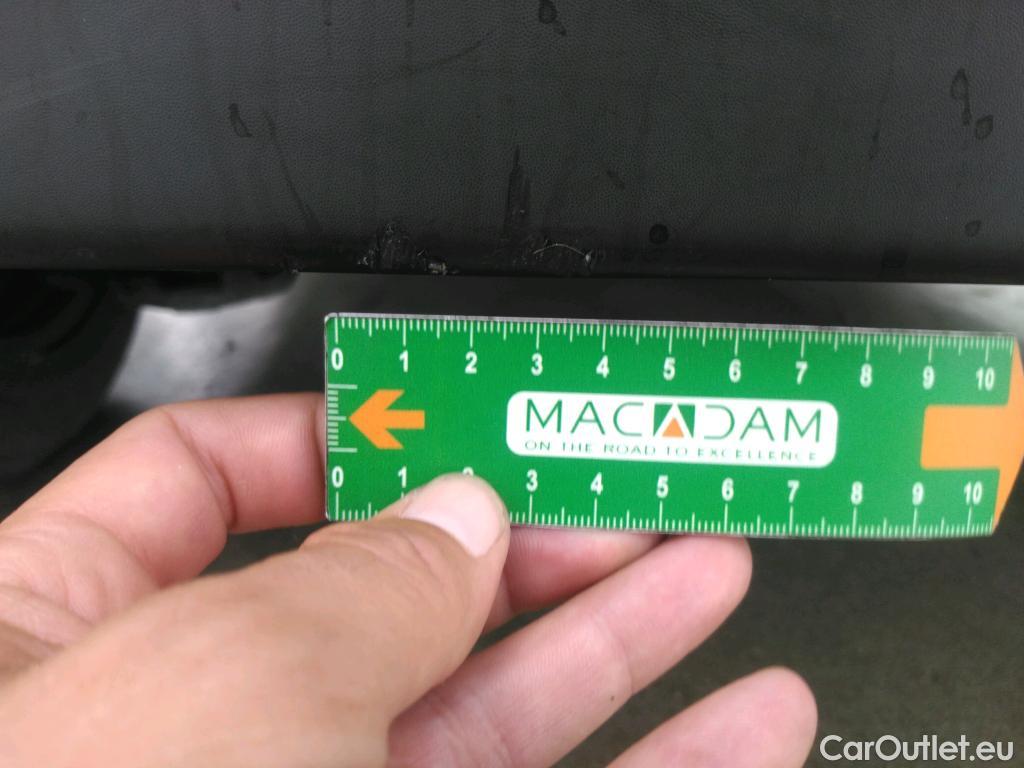 0 1 2 3 4 5 6 7 8 9 10
MACADAM
ON THE ROAD TO EXCELLENCE
0 1 2 3 4 5 6 7 8 9 10
CarOutlet.eu